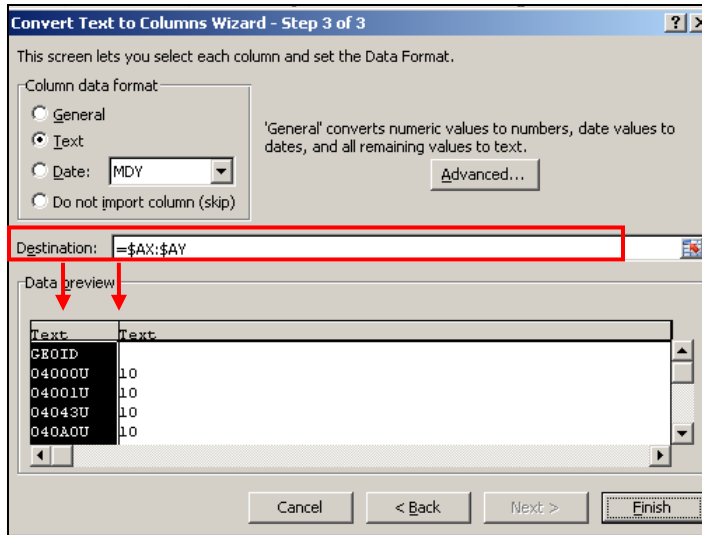 Convert Text to Columns Wizard - Step 3 of 3
This screen lets you select each column and set the Data Format.
Column data format
General
Text
Date: MDY
Do not import column (skip)
'General' converts numeric values to numbers, date values to
dates, and all remaining values to text.
Advanced...
Destination: =$AX:$AY
Data preview
Text Text
GEOID
04000U 10
04001U 10
04043U 10
040A0U 10
Cancel < Back Next > Finish